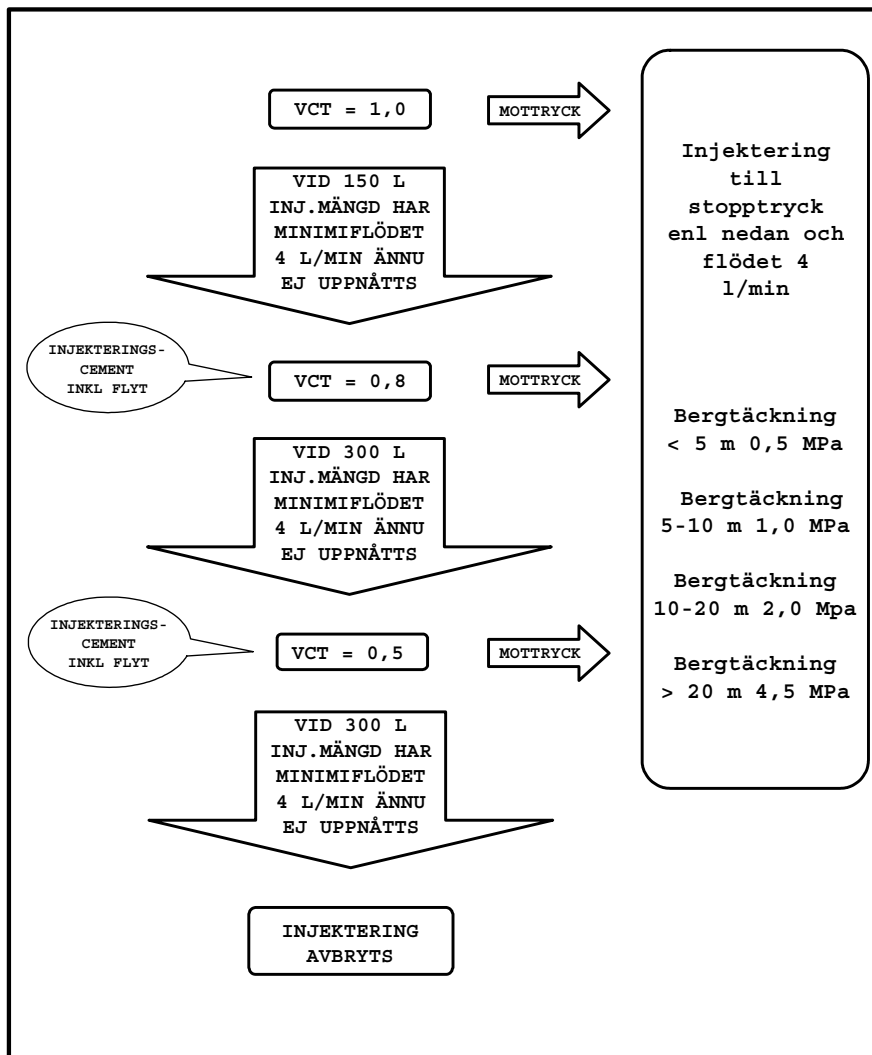 VCT = 1,0
MOTTRYCK
VID 150 L
INJ.MÄNGD HAR
MINIMIFLÖDET
4 L/MIN ÄNNU
EJ UPPNÅTTS
INJEKTERINGS-
CEMENT
INKL FLYT
VCT = 0,8
MOTTRYCK
VID 300 L
INJ.MÄNGD HAR
MINIMIFLÖDET
4 L/MIN ÄNNU
EJ UPPNÅTTS
INJEKTERINGS-
CEMENT
INKL FLYT
VCT = 0,5
MOTTRYCK
VID 300 L
INJ.MÄNGD HAR
MINIMIFLÖDET
4 L/MIN ÄNNU
EJ UPPNÅTTS
INJEKTERING
AVBRYTS
Injektering
till
stopptryck
enl nedan och
flödet 4
l/min
Bergtäckning
< 5 m 0,5 MPa
Bergtäckning
5-10 m 1,0 MPa
Bergtäckning
10-20 m 2,0 Mpa
Bergtäckning
> 20 m 4,5 MPa